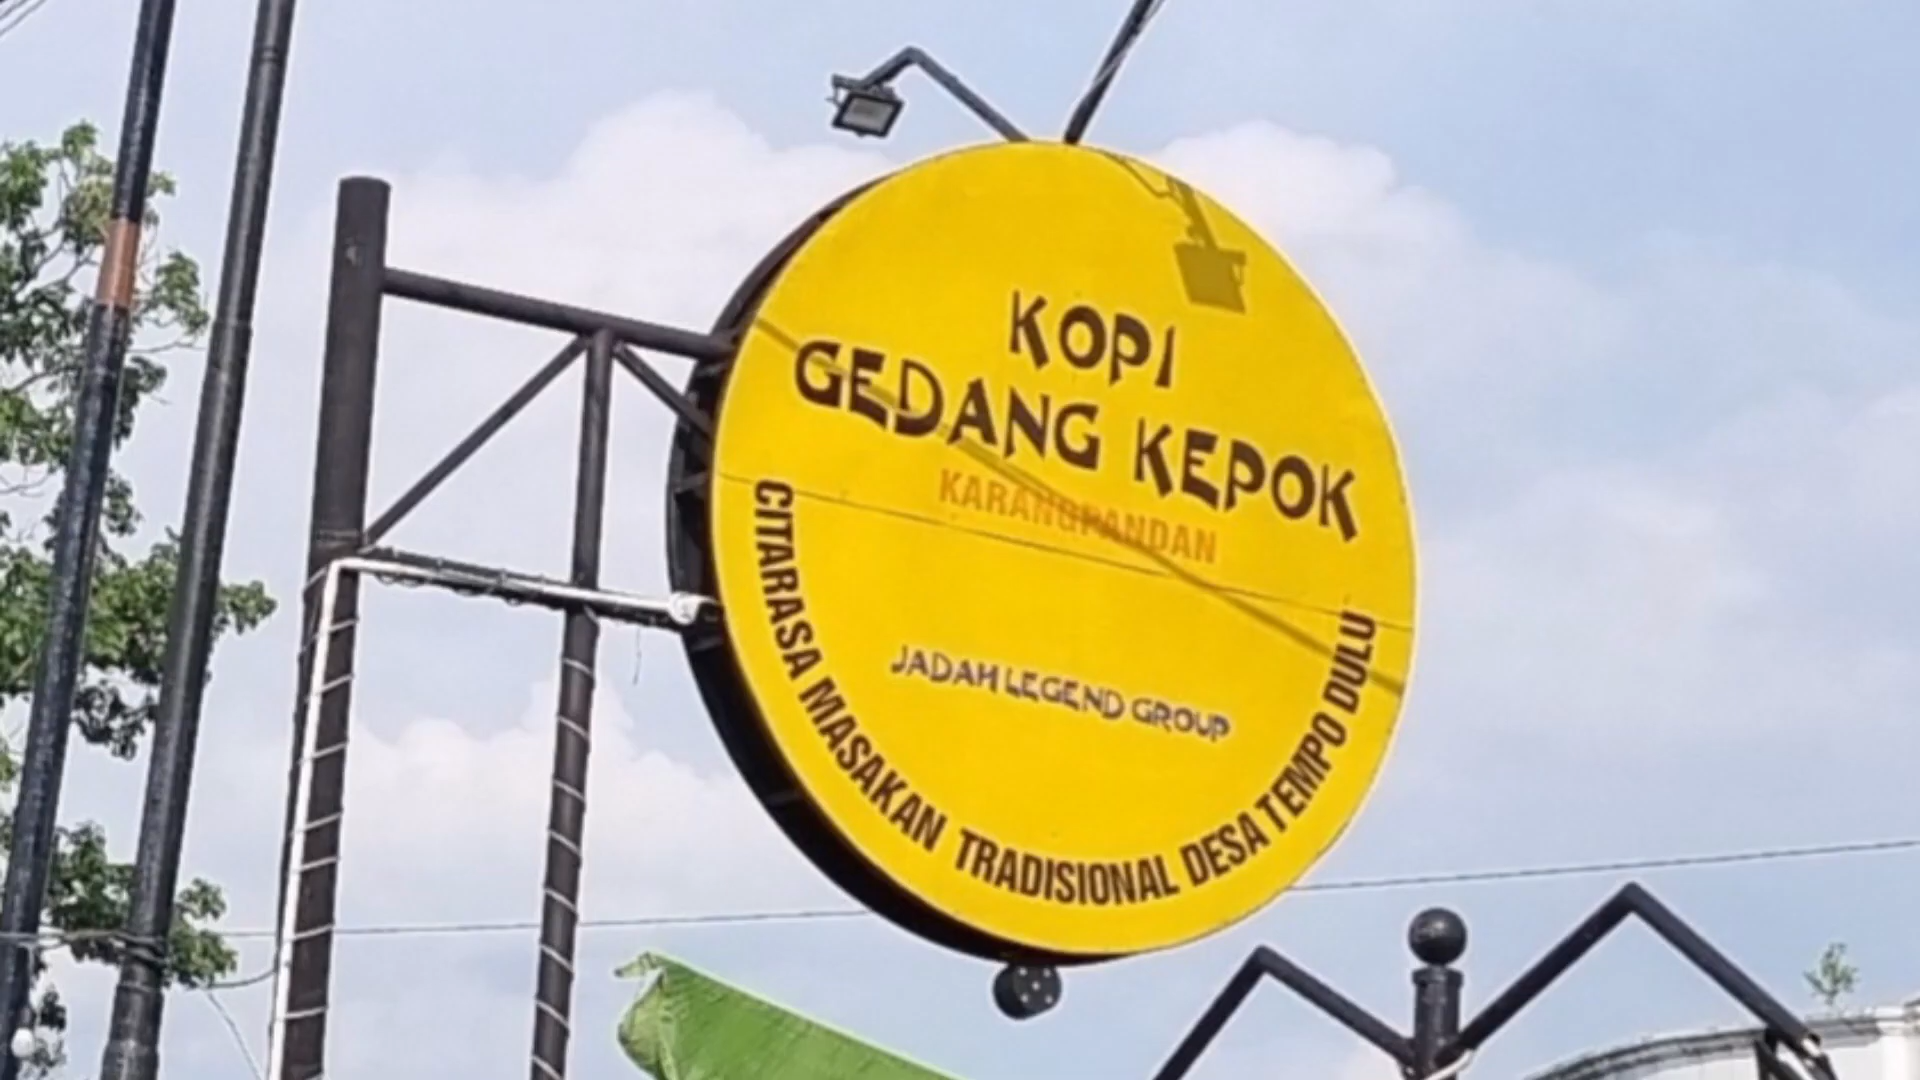 KOPI
GEDANG KEPOK
KARANGPANDAN
JADAH LEGEND GROUP
CITARASA MASAKAN TRADISIONAL DESA TEMPO DULU